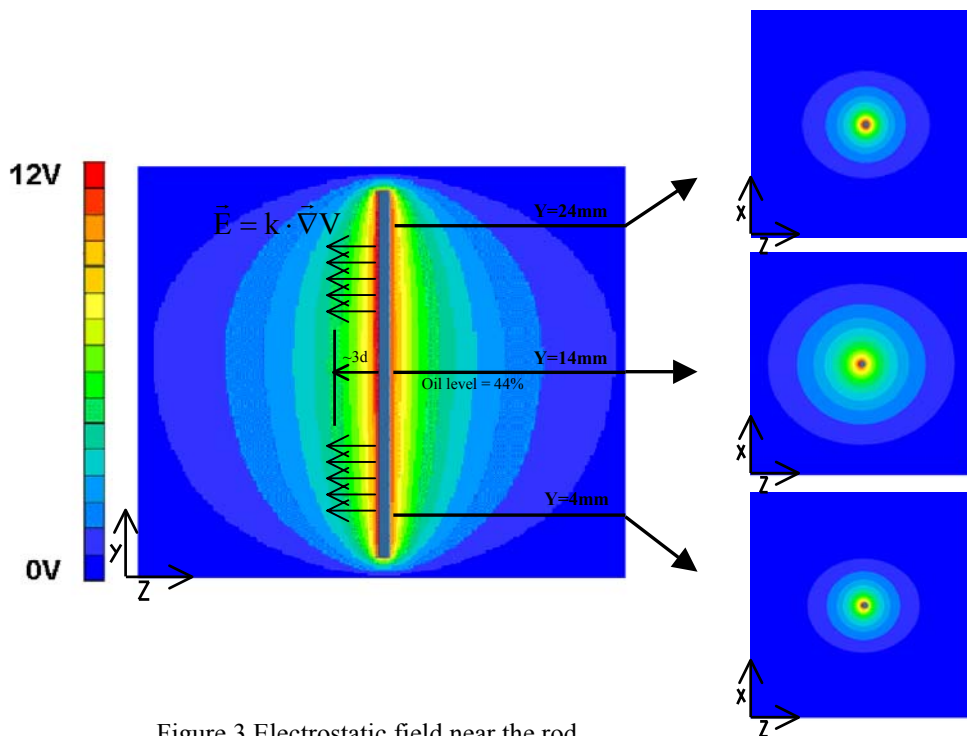 12V
0V
E = k · ∇V
~3d
Oil level = 44%
Y=24mm
Y=14mm
Y=4mm
y
Z
X
Z
X
Z
X
Z
Figure 3 Electrostatic field near the rod